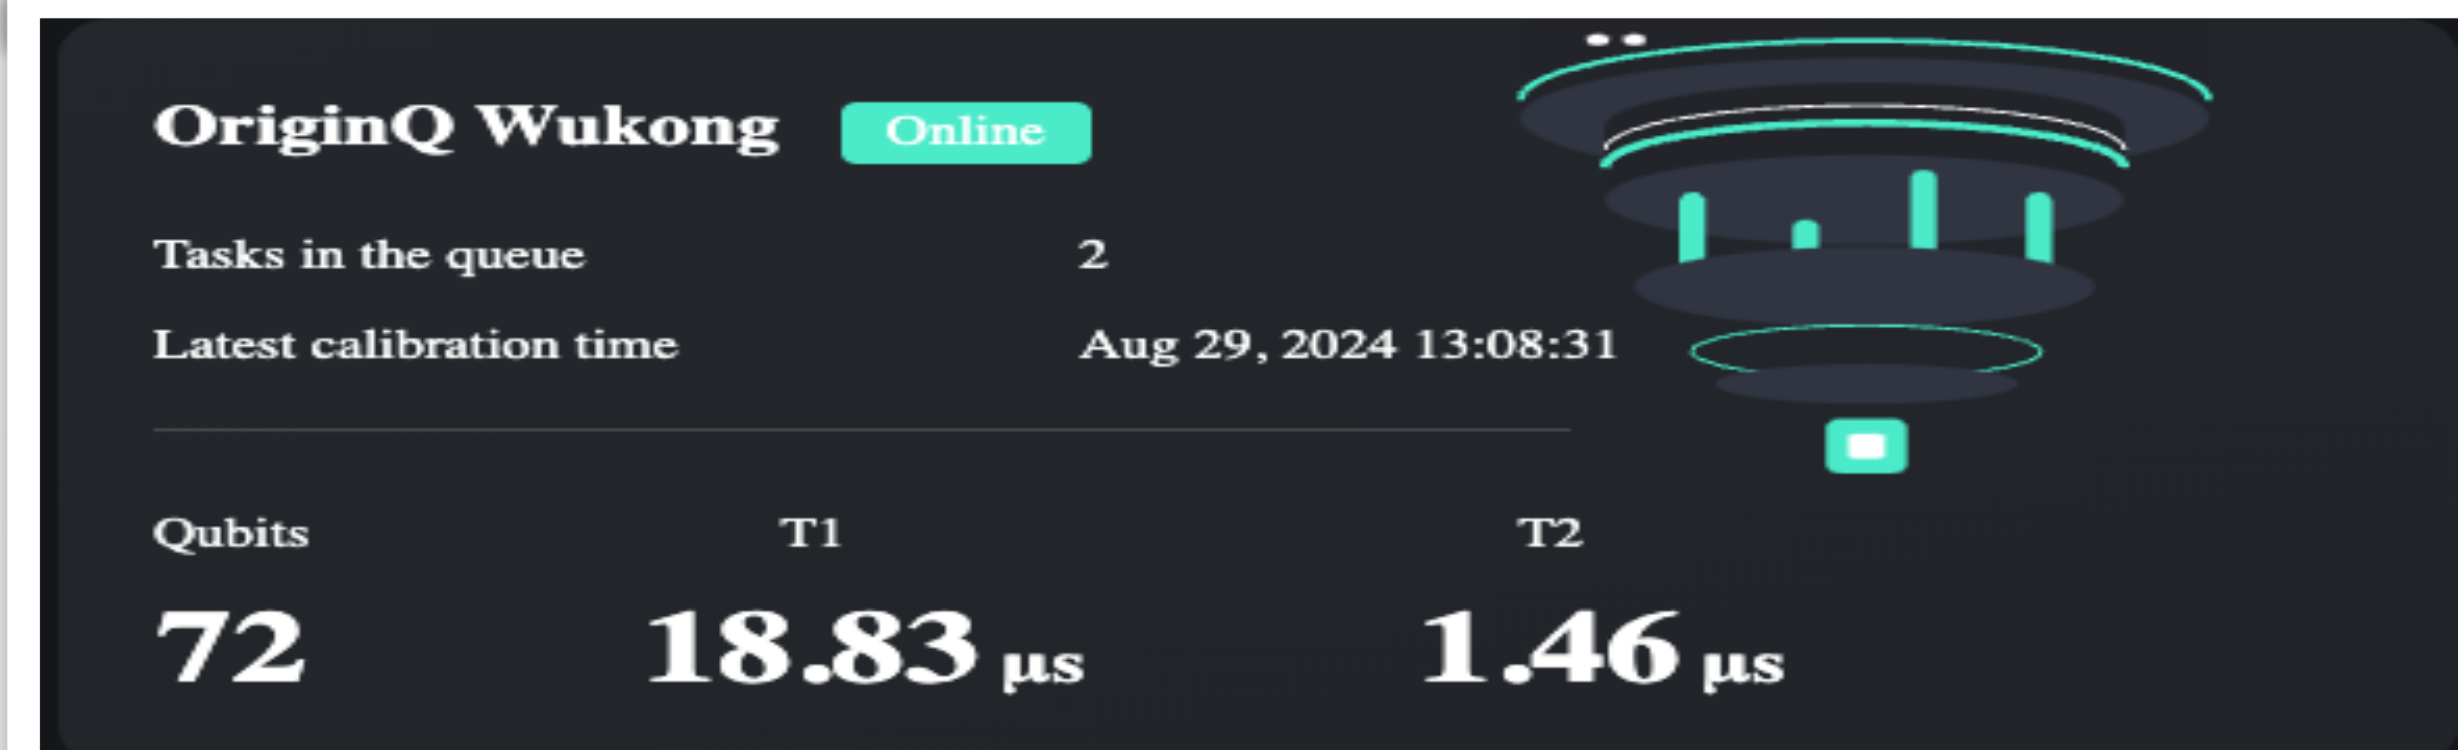 OriginQ Wukong Online
Tasks in the queue 2
Latest calibration time Aug 29, 2024 13:08:31
Qubits T1 T2
72 18.83 μs 1.46 μs